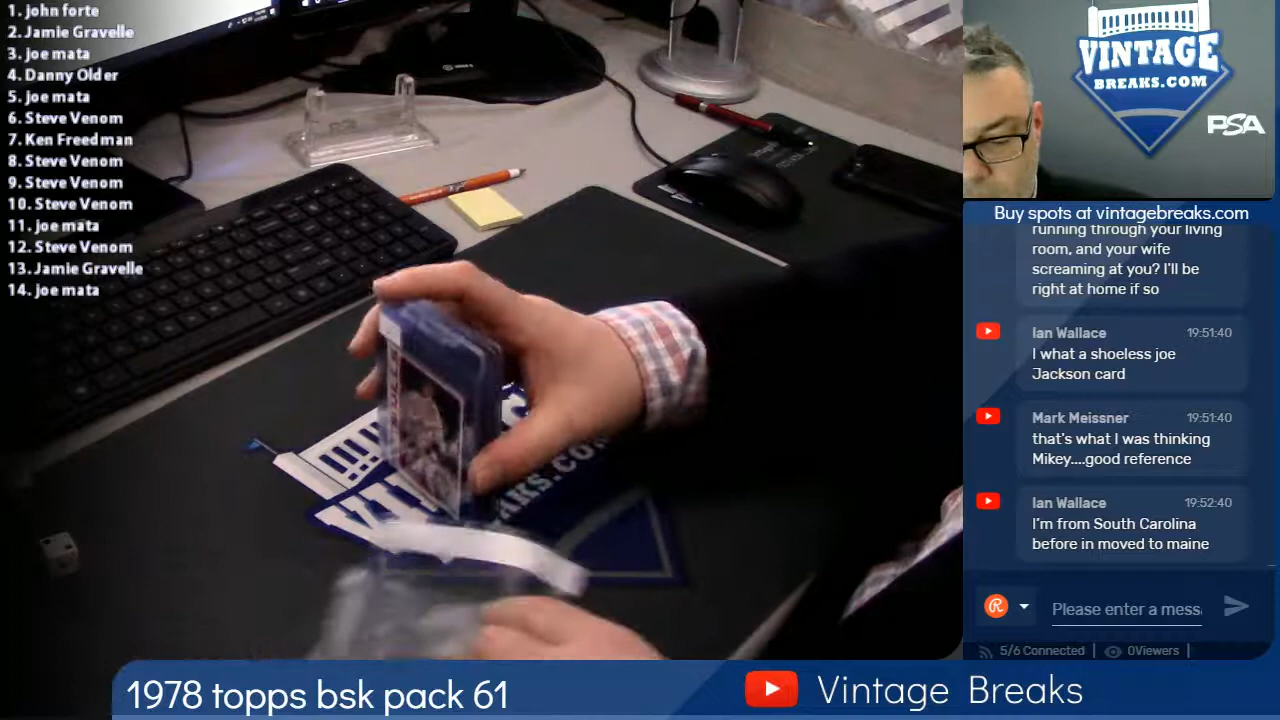 1. john forte
2. Jamie Gravelle
3. joe mata
4. Danny Older
5. joe mata
6. Steve Venom
7. Ken Freedman
8. Steve Venom
9. Steve Venom
10. Steve Venom
11. joe mata
12. Steve Venom
13. Jamie Gravelle
14. joe mata
VINTAGE
BREAKS.COM
PSA
Buy spots at vintagebreaks.com
running through your living
room, and your wife
screaming at you? I'll be
right at home if so
Ian Wallace 19:51:40
I what a shoeless joe
Jackson card
Mark Meissner 19:51:40
that's what I was thinking
Mikey....good reference
Ian Wallace 19:52:40
I'm from South Carolina
before in moved to maine
Please enter a mess
5/6 Connected | 0Viewers |
1978 topps bsk pack 61
Vintage Breaks